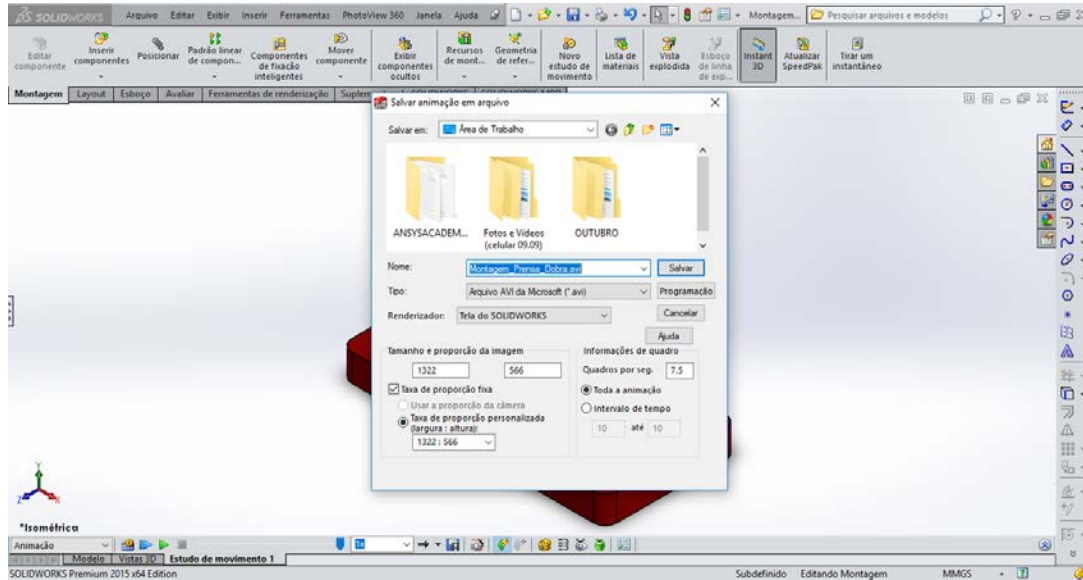 SOLIDWORKS Arquivo Editar Exibir Inserir Ferramentas PhotoView 360 Janela Ajuda Montagem... Pesquisar arquivos e modelos
Editar componente
Inserir componentes
Posicionar
Padrão linear de compon...
Componentes de fixação inteligentes
Mover componente
Exibir componentes ocultos
Recursos de mont...
Geometria de refer...
Novo estudo de movimento
Lista de materiais
Vista explodida
Esboço de linha de exp...
Instant 3D
Atualizar SpeedPak
Tirar um instantâneo
Montagem Layout Esboço Avaliar Ferramentas de renderização
Salvar animação em arquivo
Salvar em: Área de Trabalho
ANSYSACADEM...
Fotos e Vídeos (celular 09.09)
OUTUBRO
Nome: Montagem_Prensa_Dobra.avi Salvar
Tipo: Arquivo AVI da Microsoft (*.avi) Programação
Renderizador: Tela do SOLIDWORKS Cancelar
Ajuda
Tamanho e proporção da imagem
1322 566
Taxa de proporção fixa
Usar a proporção da câmera
Taxa de proporção personalizada (largura : altura):
1322 : 566
Informações de quadro
Quadros por seg. 7.5
Toda a animação
Intervalo de tempo
10 até 10
Y
Z X
*Isométrica
Animação
Modelo Vistas 3D Estudo de movimento 1
SOLIDWORKS Premium 2015 x64 Edition Subdefinido Editando Montagem MMGS